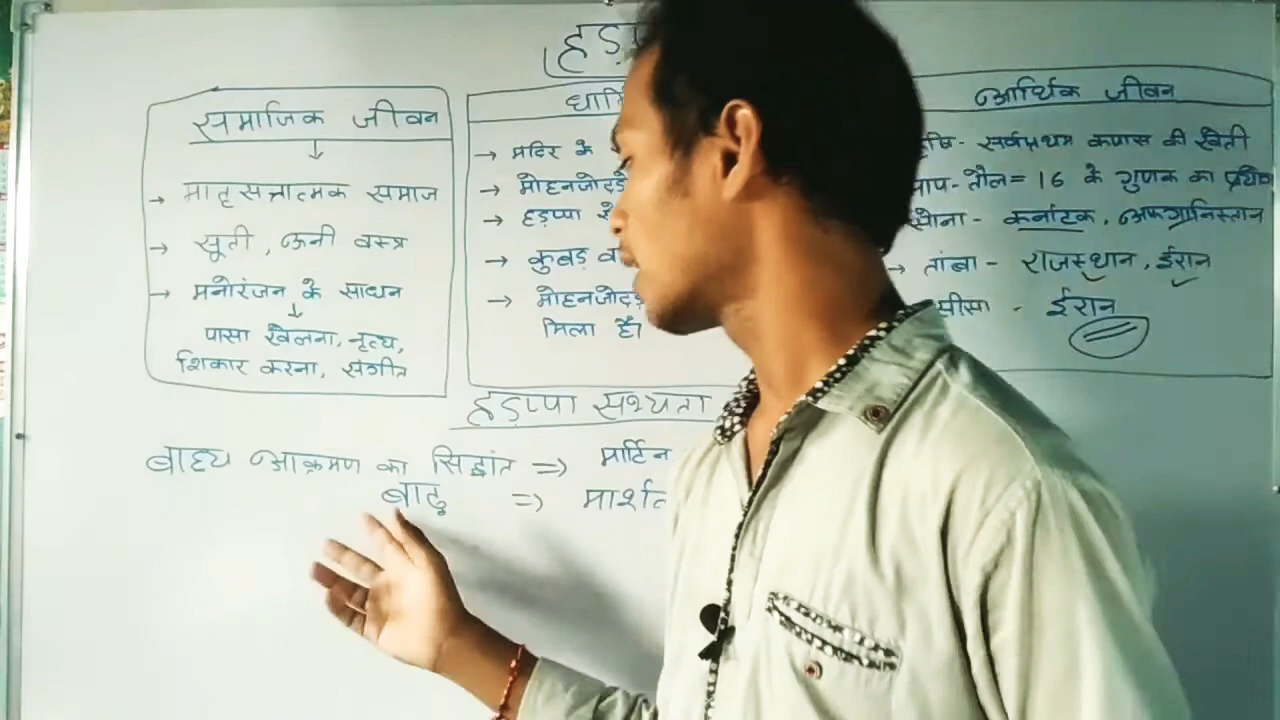 समाजिक जीवन
→ मातृसत्तात्मक समाज
→ सूती, ऊनी वस्त्र
→ मनोरंजन के साधन
पासा खेलना, नृत्य,
शिकार करना, संगीत
→ मंदिर के
→ मोहनजोदड़
→ हड़प्पा से
→ कुबड़ वा
→ मोहनजोदड़
मिला है।
आर्थिक जीवन
सर्वप्रथम कपास की खेती
माप-तौल = 16 के गुणक का प्रयोग
सोना - कर्नाटक, अफगानिस्तान
→ तांबा - राजस्थान, ईरान
सीसा - ईरान
हड़प्पा सभ्यता
बाह्य आक्रमण का सिद्धांत => मार्टिन
बाढ़ => मार्शल